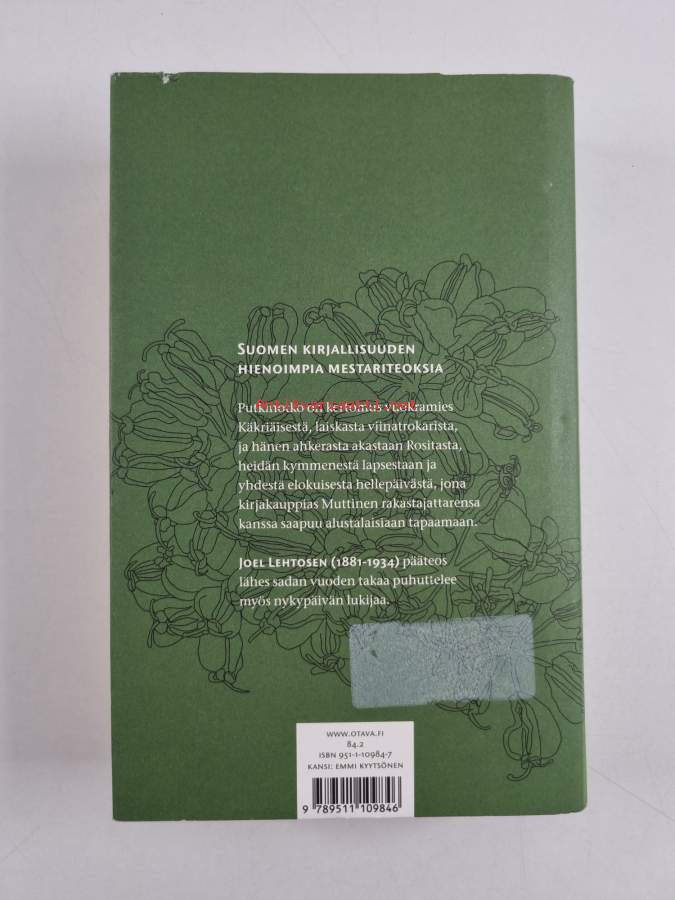 SUOMEN KIRJALLISUUDEN
HIENOIMPIA MESTARITEOKSIA
Putkinotko on kertomus vuokramies
Käkriäisestä, laiskasta viinatrokarista,
ja hänen ahkerasta akastaan Rositasta,
heidän kymmenestä lapsestaan ja
yhdestä elokuisesta hellepäivästä, jona
kirjakauppias Muttinen rakastajattarensa
kanssa saapuu alustalaisiaan tapaamaan.
JOEL LEHTOSEN (1881-1934) pääteos
lähes sadan vuoden takaa puhuttelee
myös nykypäivän lukijaa.
WWW.OTAVA.FI
84.2
ISBN 951-1-10984-7
KANSI: EMMI KYYTSÖNEN
9 789511 109846